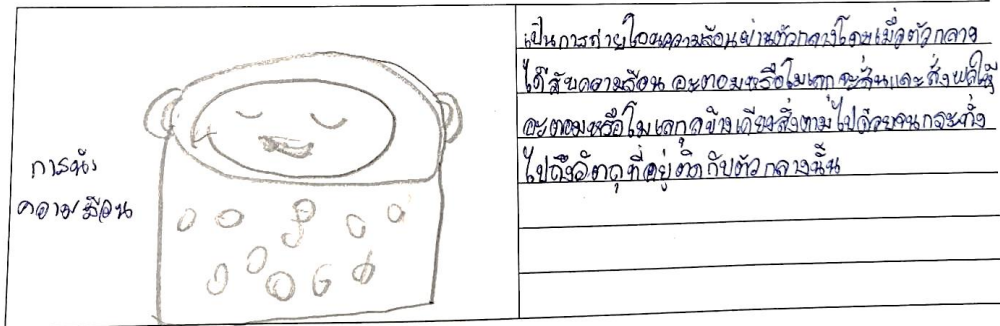 การนำ
ความร้อน
เป็นการถ่ายโอนความร้อนผ่านตัวกลางโดยเมื่อตัวกลาง
ได้รับความร้อน อะตอมหรือโมเลกุลจะสั่นและส่งผลให้
อะตอมหรือโมเลกุลข้างเคียงสั่งตามไปด้วยจนกระทั่ง
ไปถึงวัตถุที่อยู่ติดกับตัวกลางนั้น